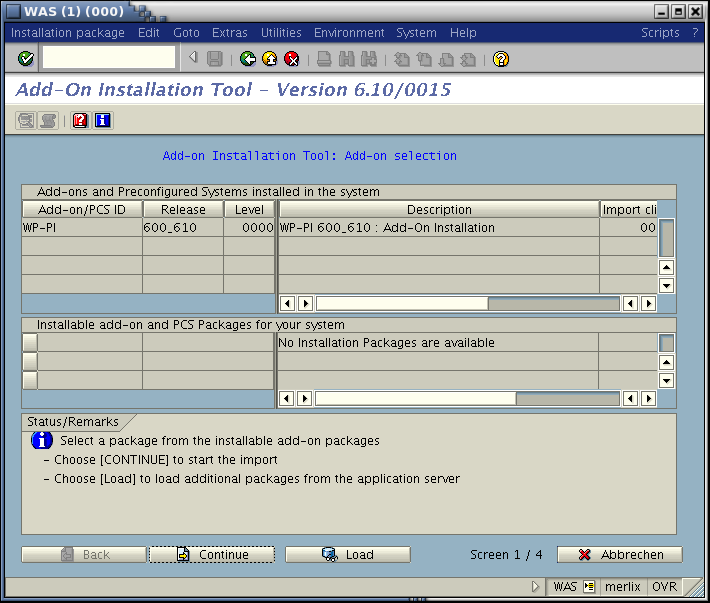 WAS (1) (000)
Installation package Edit Goto Extras Utilities Environment System Help Scripts ?
Add-On Installation Tool - Version 6.10/0015
Add-on Installation Tool: Add-on selection
Add-ons and Preconfigured Systems installed in the system
Add-on/PCS ID Release Level Description Import cli
WP-PI 600_610 0000 WP-PI 600_610 : Add-On Installation 00
Installable add-on and PCS Packages for your system
No Installation Packages are available
Status/Remarks
Select a package from the installable add-on packages
- Choose [CONTINUE] to start the import
- Choose [Load] to load additional packages from the application server
Back Continue Load Screen 1 / 4 Abbrechen
WAS merlix OVR